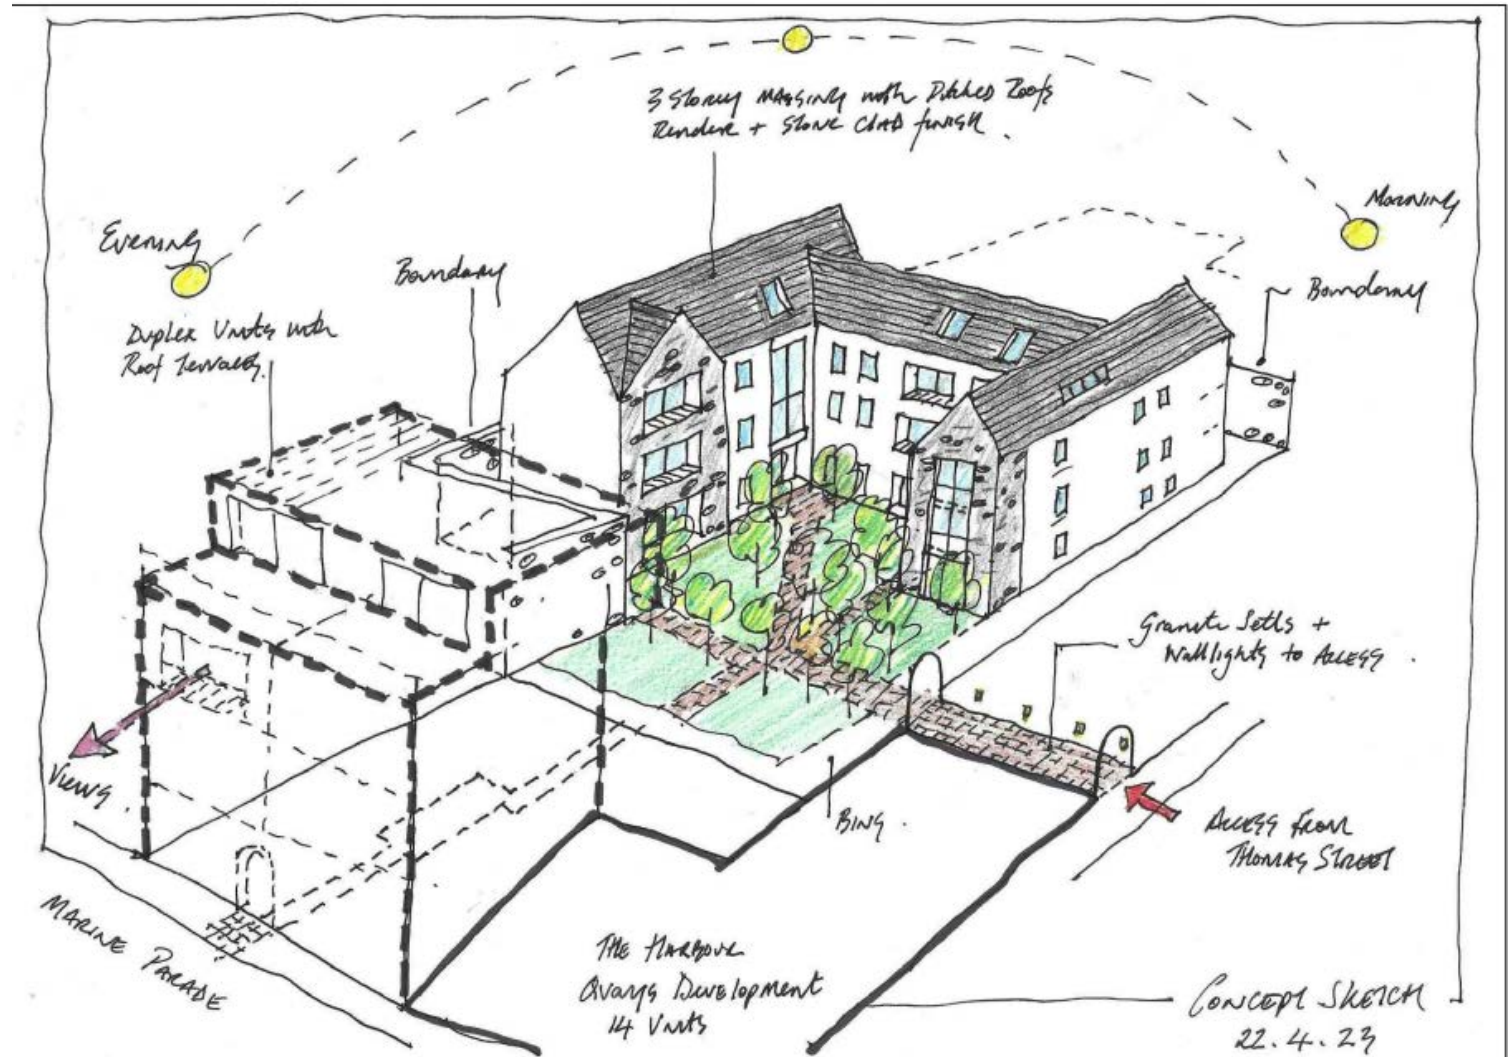 3 Storey Massing with Pitched Roofs
Render + Stone Clad finish.
Evening
Morning
Boundary
Boundary
Duplex Units with
Roof Terraces.
Granite Setts +
Wall lights to Access.
Views.
Bins.
Access From
Thomas Street
MARINE PARADE
The Harbour
Quays Development
14 Units
CONCEPT SKETCH
22.4.23